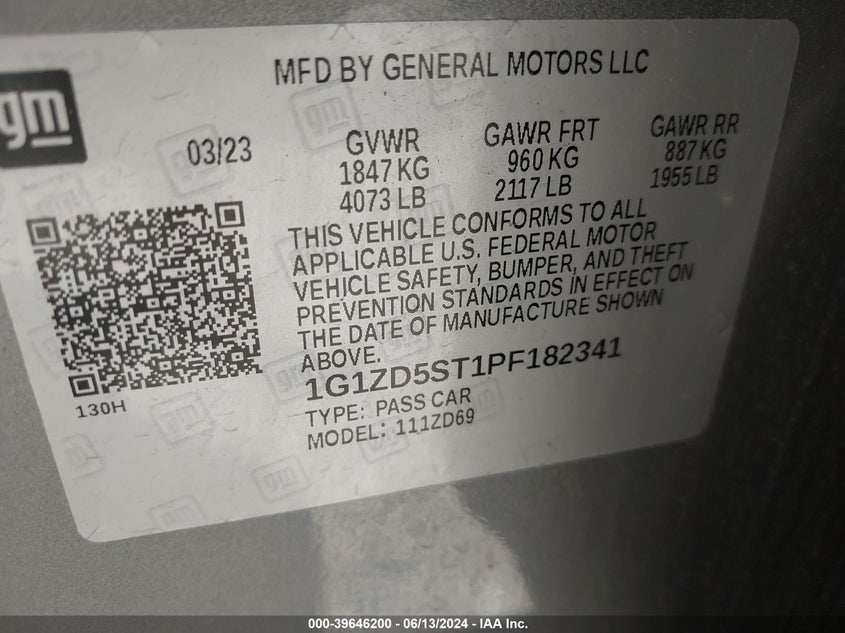 gm
MFD BY GENERAL MOTORS LLC
03/23
GVWR
1847 KG
4073 LB
GAWR FRT
960 KG
2117 LB
GAWR RR
887 KG
1955 LB
THIS VEHICLE CONFORMS TO ALL
APPLICABLE U.S. FEDERAL MOTOR
VEHICLE SAFETY, BUMPER, AND THEFT
PREVENTION STANDARDS IN EFFECT ON
THE DATE OF MANUFACTURE SHOWN
ABOVE.
1G1ZD5ST1PF182341
TYPE: PASS CAR
MODEL: 111ZD69
130H
000-39646200 - 06/13/2024 - IAA Inc.